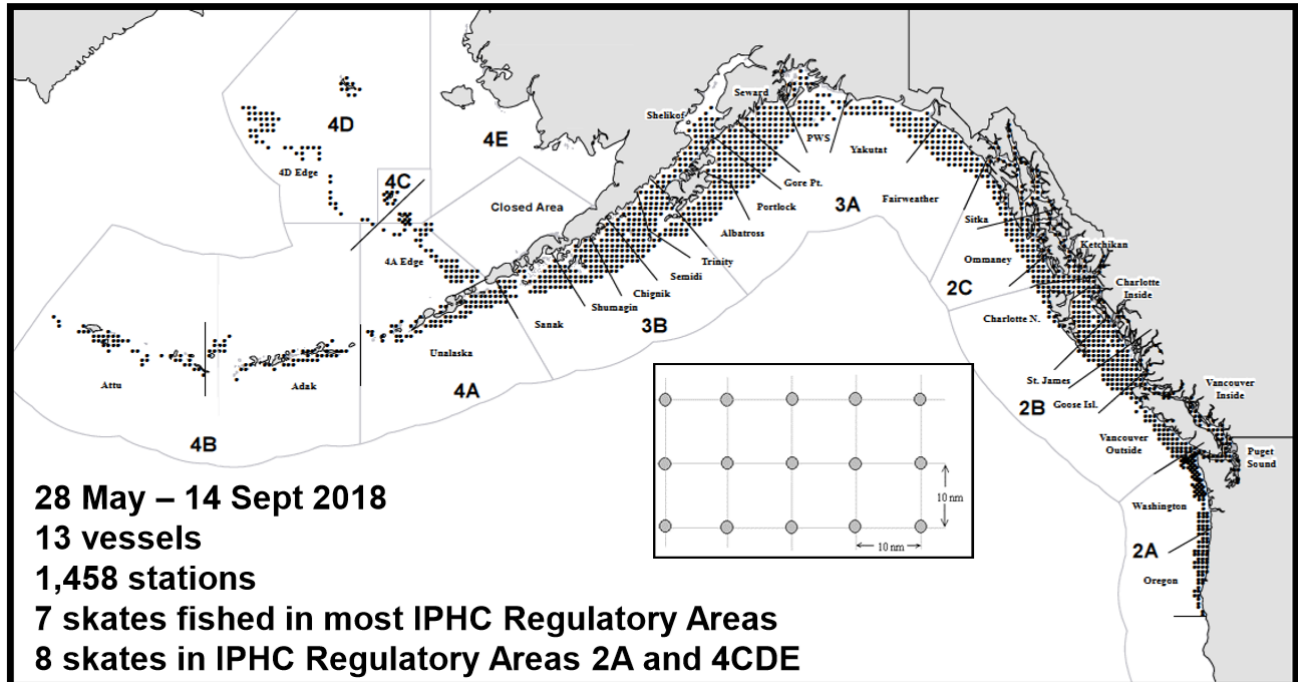 4D
4E
4D Edge
4C
Closed Area
4A Edge
Seward
Shelikof
PWS
Yakutat
Gore Pt.
Portlock
3A
Fairweather
Albatross
Sitka
Trinity
Ommaney
Ketchikan
Semidi
2C
Charlotte
Inside
Chignik
Shumagin
Charlotte N.
Sanak
3B
Unalaska
Attu
Adak
4A
4B
St. James
Vancouver
Inside
2B
Goose Isl.
Vancouver
Outside
Puget
Sound
Washington
2A
Oregon
10 nm
10 nm
28 May – 14 Sept 2018
13 vessels
1,458 stations
7 skates fished in most IPHC Regulatory Areas
8 skates in IPHC Regulatory Areas 2A and 4CDE